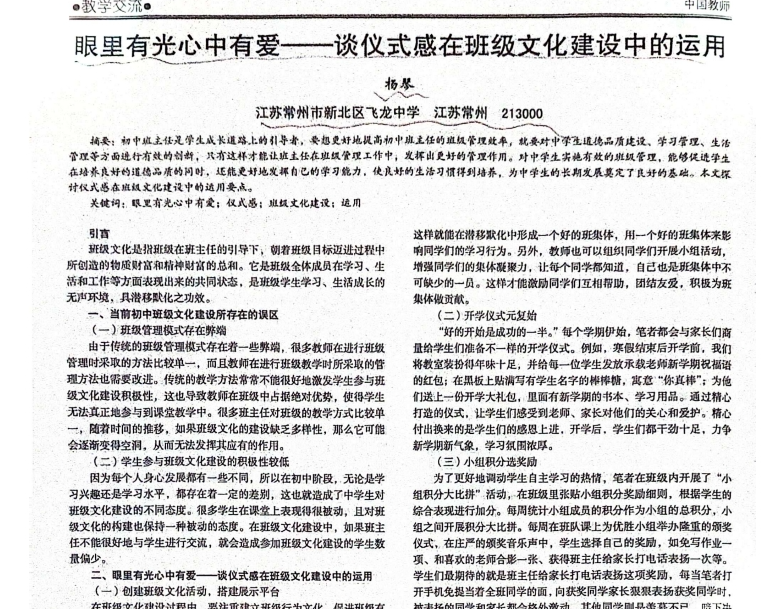 ●教学交流●
中国教师
眼里有光心中有爱——谈仪式感在班级文化建设中的运用
杨琴
江苏常州市新北区飞龙中学 江苏常州 213000
摘要：初中班主任是学生成长道路上的引导者，要想更好地提高初中班主任的班级管理效率，就要对中学生道德品质建设、学习管理、生活
管理等方面进行有效的创新，只有这样才能让班主任在班级管理工作中，发挥出更好的管理作用。对中学生实施有效的班级管理，能够促进学生
在培养良好的道德品质的同时，还能更好地发挥自己的学习能力，使良好的生活习惯得到培养，为中学生的长期发展奠定了良好的基础。本文探
讨仪式感在班级文化建设中的运用要点。
关键词：眼里有光心中有爱；仪式感；班级文化建设；运用
引言
班级文化是指班级在班主任的引导下，朝着班级目标迈进过程中
所创造的物质财富和精神财富的总和。它是班级全体成员在学习、生
活和工作等方面表现出来的共同状态，是班级学生学习、生活成长的
无声环境，具潜移默化之功效。
一、当前初中班级文化建设所存在的误区
（一）班级管理模式存在弊端
由于传统的班级管理模式存在着一些弊端，很多教师在进行班级
管理时采取的方法比较单一，而且教师在进行班级教学时所采取的管
理方法也需要改进。传统的教学方法常常不能很好地激发学生参与班
级文化建设积极性，这也导致教师在班级中占据绝对优势，使得学生
无法真正地参与到课堂教学中。很多班主任对班级的教学方式比较单
一，随着时间的推移，如果班级文化的建设缺乏多样性，那么它可能
会逐渐变得空洞，从而无法发挥其应有的作用。
（二）学生参与班级文化建设的积极性较低
因为每个人身心发展都有一些不同，所以在初中阶段，无论是学
习兴趣还是学习水平，都存在着一定的差别，这也就造成了中学生对
班级文化建设的不同态度。很多学生在课堂上表现得很被动，且对班
级文化的构建也保持一种被动的态度。在班级文化建设中，如果班主
任不能很好地与学生进行交流，就会造成参加班级文化建设的学生数
量偏少。
二、眼里有光心中有爱——谈仪式感在班级文化建设中的运用
（一）创建班级文化活动，搭建展示平台
在班级文化建设过程中，要注重建立班级行为文化，促进班级有
这样就能在潜移默化中形成一个好的班集体，用一个好的班集体来影
响同学们的学习行为。另外，教师也可以组织同学们开展小组活动，
增强同学们的集体凝聚力，让每个同学都知道，自己也是班集体中不
可缺少的一员。这样才能激励同学们互相帮助，团结友爱，积极为班
集体做贡献。
（二）开学仪式元复始
“好的开始是成功的一半。”每个学期伊始，笔者都会与家长们商
量给学生们准备不一样的开学仪式。例如，寒假结束后开学前，我们
将教室装扮得年味十足，并给每一位学生发放承载老师新学期祝福语
的红包；在黑板上贴满写有学生名字的棒棒糖，寓意“你真棒”；为他
们送上一份开学大礼包，里面有新学期的书本、学习用品。通过精心
打造的仪式，让学生们感受到老师、家长对他们的关心和爱护。精心
付出换来的是学生们的感恩上进，开学后，学生们都干劲十足，力争
新学期新气象，学习氛围浓厚。
（三）小组积分选奖励
为了更好地调动学生自主学习的热情，笔者在班级内开展了“小
组积分大比拼”活动，在班级里张贴小组积分奖励细则，根据学生的
综合表现进行加分。每周统计小组成员的积分作为小组的总积分，小
组之间开展积分大比拼。每周在班队课上为优胜小组举办隆重的颁奖
仪式，在庄严的颁奖音乐声中，学生选择自己的奖励，如免写作业一
项、和喜欢的老师合影一张、获得班主任给家长打电话表扬一次等。
学生们最期待的就是班主任给家长打电话表扬这项奖励，每当笔者打
开手机免提当着全班同学的面，向获奖同学家长狠狠表扬获奖同学时，
被表扬的同学和家长都会格外激动，其他同学则是羡慕不